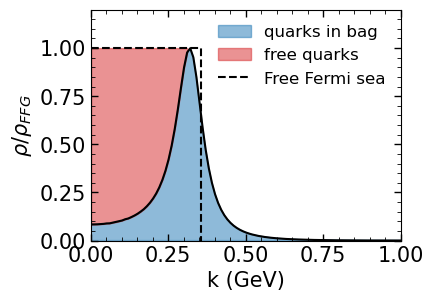 quarks in bag
free quarks
Free Fermi sea
1.00
0.75
0.50
0.25
0.00
ρ/ρ_FFG
0.00 0.25 0.50 0.75 1.00
k (GeV)